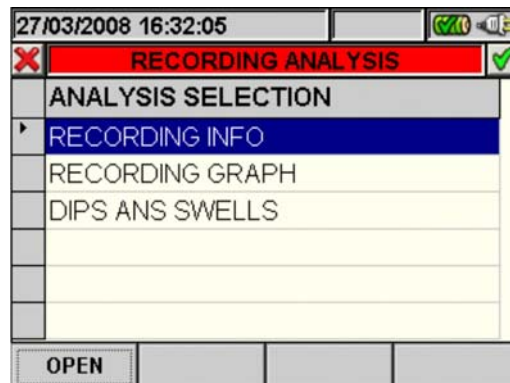 27/03/2008 16:32:05
RECORDING ANALYSIS
ANALYSIS SELECTION
RECORDING INFO
RECORDING GRAPH
DIPS ANS SWELLS
OPEN